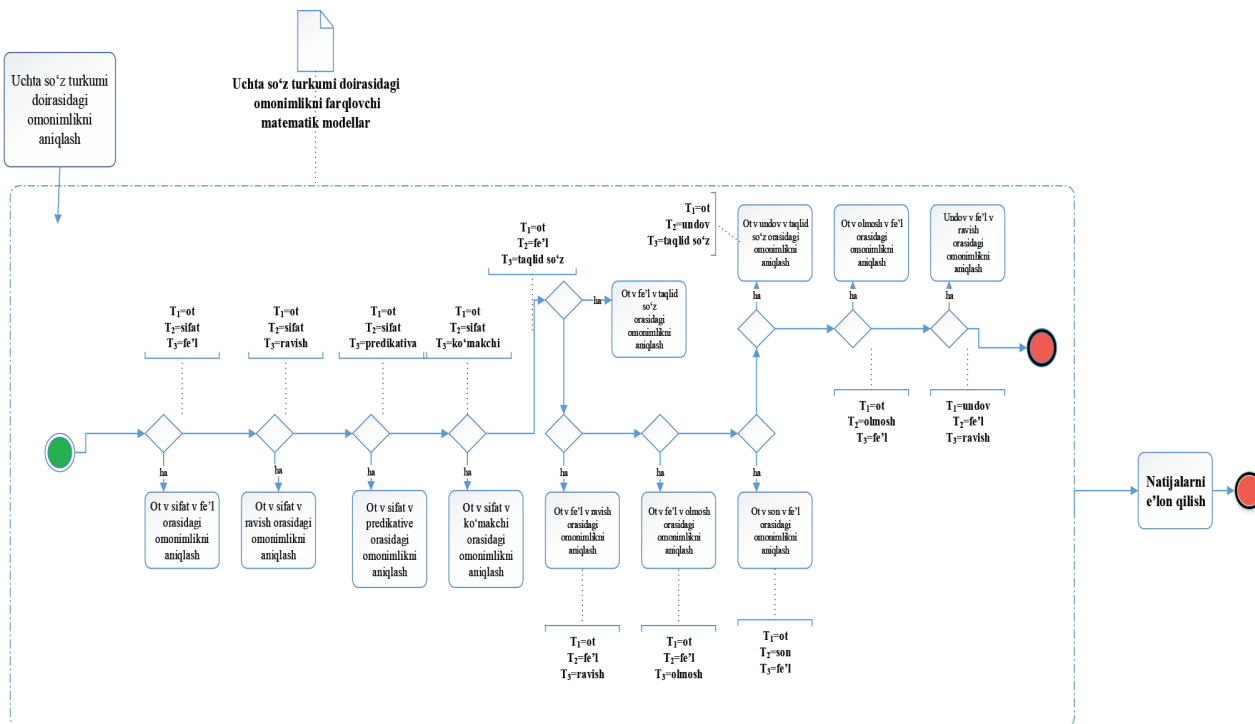 Uchta so‘z turkumi
doirasidagi
omonimlikni
aniqlash
Uchta so‘z turkumi doirasidagi
omonimlikni farqlovchi
matematik modellar
T₁=ot
T₂=sifat
T₃=fe’l
T₁=ot
T₂=sifat
T₃=ravish
T₁=ot
T₂=sifat
T₃=predikativa
T₁=ot
T₂=sifat
T₃=ko‘makchi
T₁=ot
T₂=fe’l
T₃=taqlid so‘z
T₁=ot
T₂=undov
T₃=taqlid so‘z
ha
Ot v fe’l v taqlid
so‘z
orasidagi
omonimlikni
aniqlash
Ot v undov v taqlid
so‘z orasidagi
omonimlikni
aniqlash
ha
Ot v olmosh v fe’l
orasidagi
omonimlikni
aniqlash
ha
Undov v fe’l v
ravish
orasidagi
omonimlikni
aniqlash
ha
T₁=ot
T₂=olmosh
T₃=fe’l
T₁=undov
T₂=fe’l
T₃=ravish
ha
Ot v sifat v fe’l
orasidagi
omonimlikni
aniqlash
ha
Ot v sifat v
ravish orasidagi
omonimlikni
aniqlash
ha
Ot v sifat v
predikative
orasidagi
omonimlikni
aniqlash
ha
Ot v sifat v
ko‘makchi
orasidagi
omonimlikni
aniqlash
ha
Ot v fe’l v ravish
orasidagi
omonimlikni
aniqlash
ha
Ot v fe’l v olmosh
orasidagi
omonimlikni
aniqlash
ha
Ot v son v fe’l
orasidagi
omonimlikni
aniqlash
T₁=ot
T₂=fe’l
T₃=ravish
T₁=ot
T₂=fe’l
T₃=olmosh
T₁=ot
T₂=son
T₃=fe’l
Natijalarni
e’lon qilish